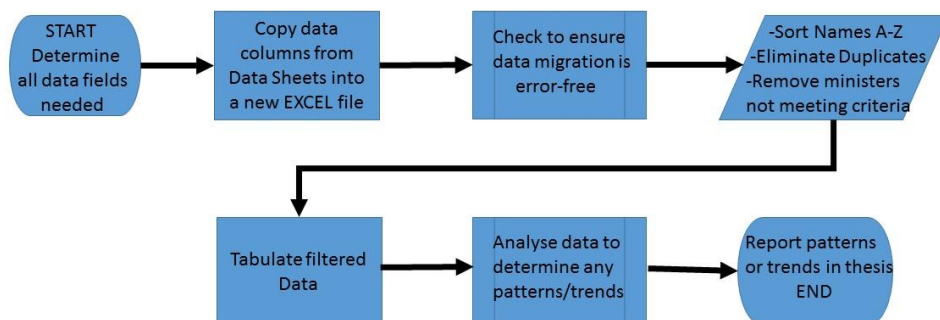 START
Determine
all data fields
needed
Copy data
columns from
Data Sheets into
a new EXCEL file
Check to ensure
data migration is
error-free
-Sort Names A-Z
-Eliminate Duplicates
-Remove ministers
not meeting criteria
Tabulate filtered
Data
Analyse data to
determine any
patterns/trends
Report patterns
or trends in thesis
END